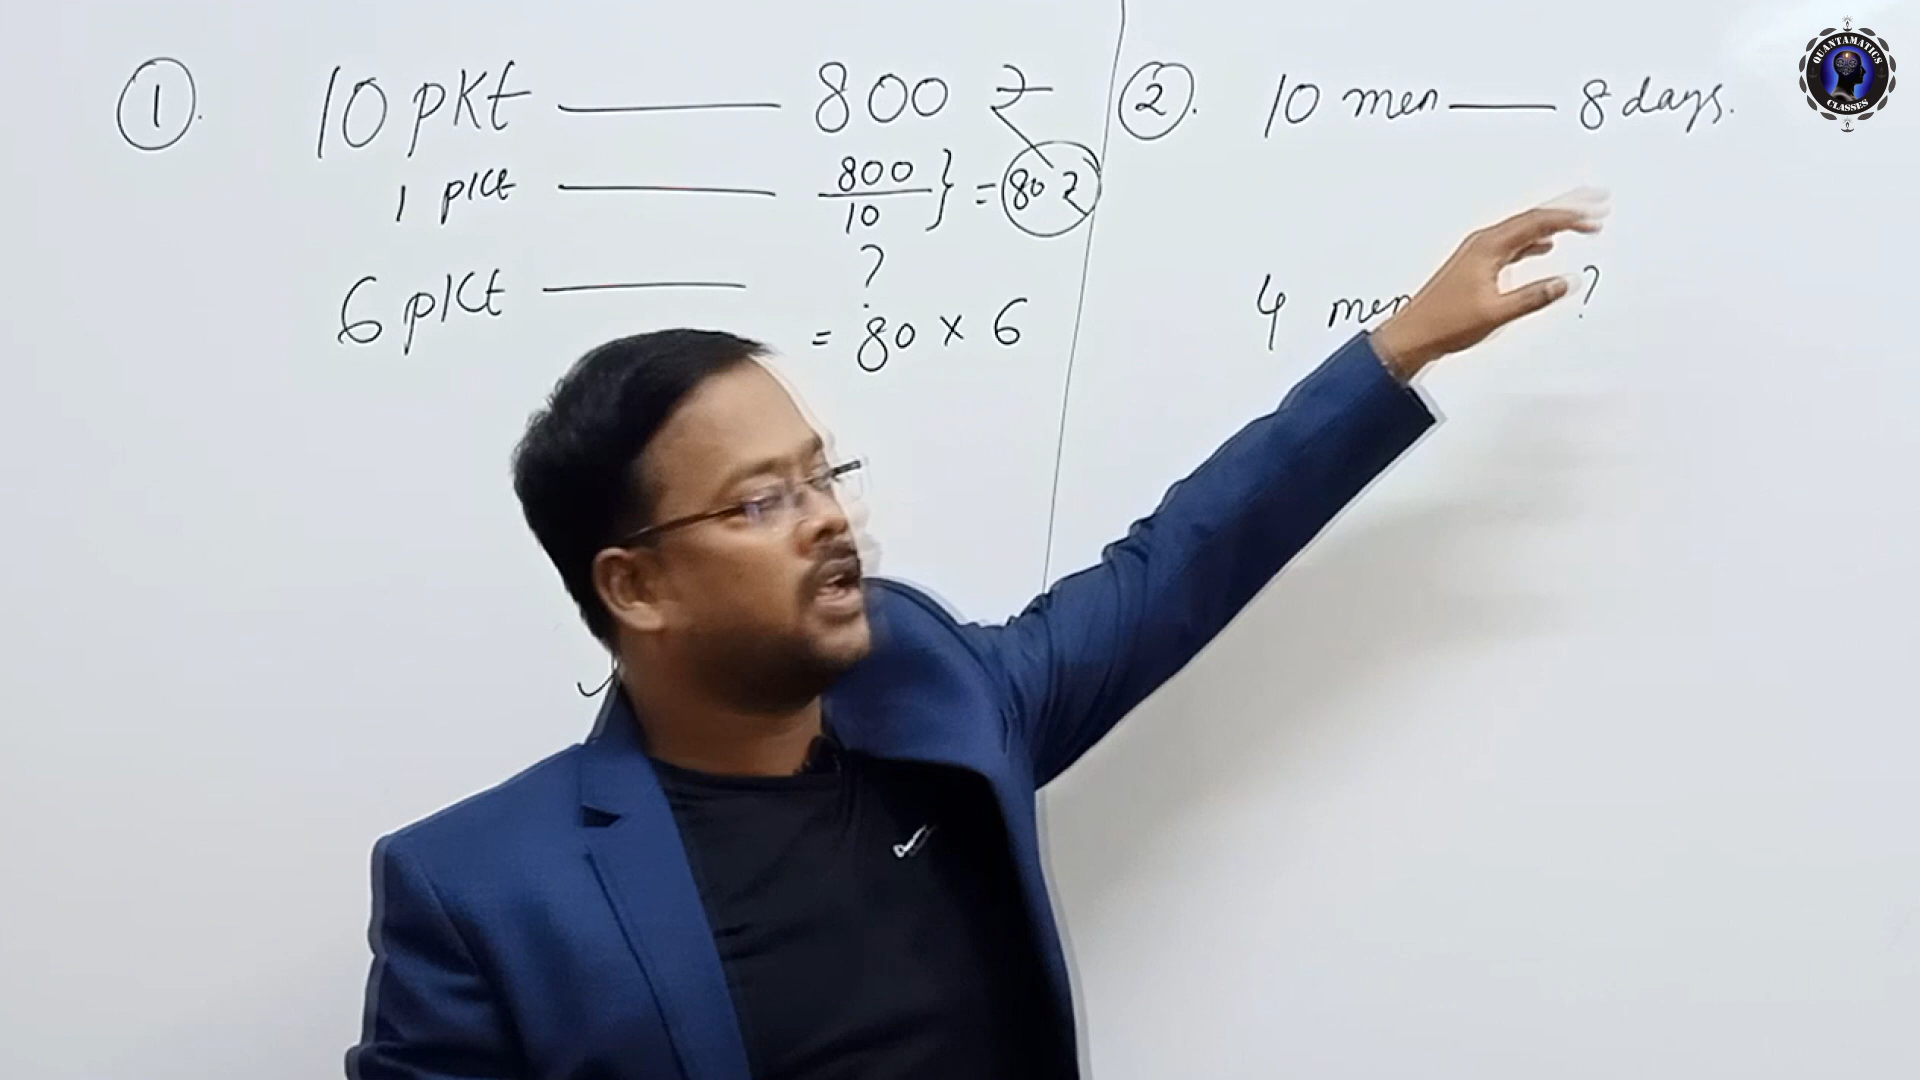 1. 10 pkt — 800 ₹
1 pkt — 800/10 } = 80 ₹
6 pkt — ?
= 80 × 6
2. 10 men — 8 days.
4 men ?
QUANTAMATICS
CLASSES